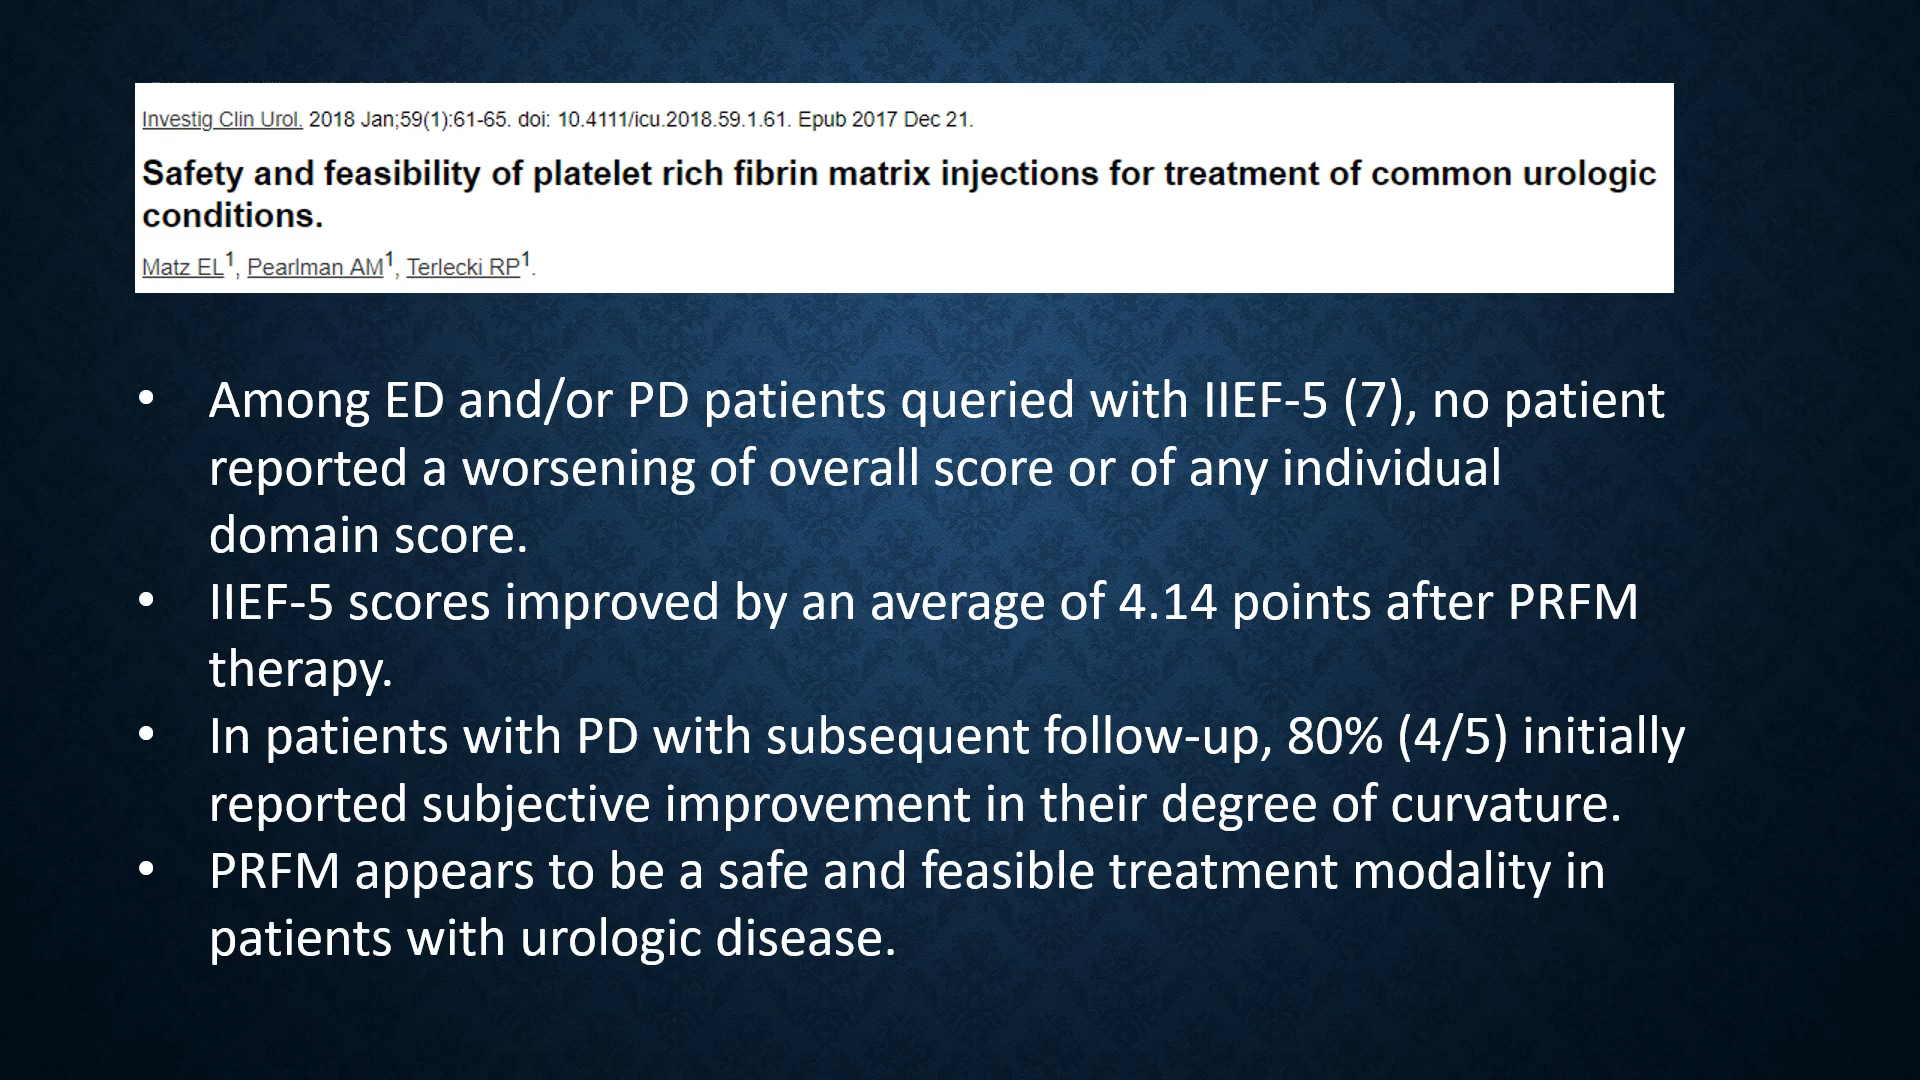 Investig Clin Urol. 2018 Jan;59(1):61-65. doi: 10.4111/icu.2018.59.1.61. Epub 2017 Dec 21.
Safety and feasibility of platelet rich fibrin matrix injections for treatment of common urologic
conditions.
Matz EL1, Pearlman AM1, Terlecki RP1.
• Among ED and/or PD patients queried with IIEF-5 (7), no patient
reported a worsening of overall score or of any individual
domain score.
• IIEF-5 scores improved by an average of 4.14 points after PRFM
therapy.
• In patients with PD with subsequent follow-up, 80% (4/5) initially
reported subjective improvement in their degree of curvature.
• PRFM appears to be a safe and feasible treatment modality in
patients with urologic disease.